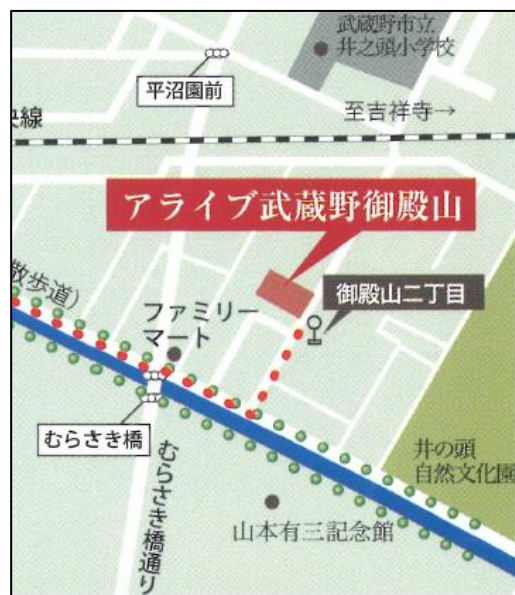 武蔵野市立
井之頭小学校
平沼園前
至吉祥寺→
央線
アライブ武蔵野御殿山
御殿山二丁目
散歩道）
ファミリー
マート
むらさき橋
むらさき橋通り
井の頭
自然文化園
山本有三記念館